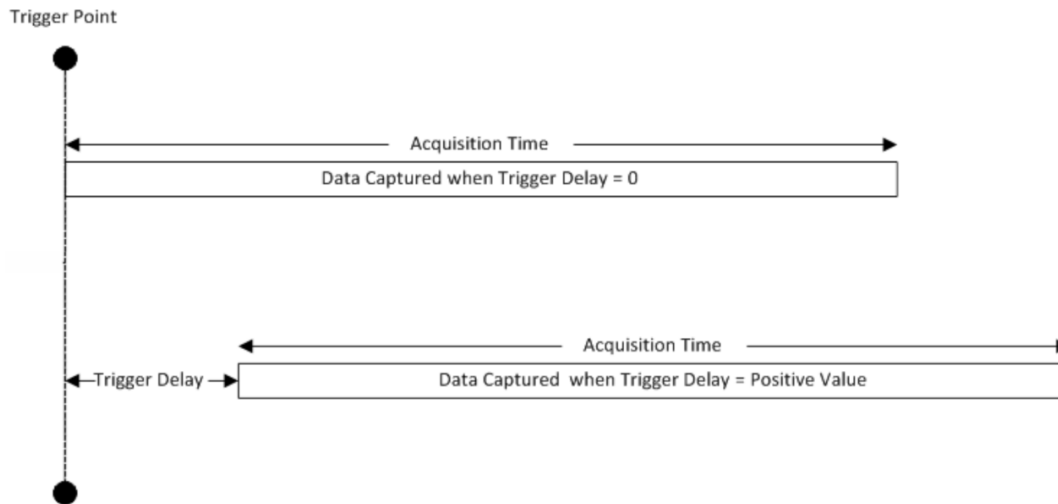 Trigger Point
Acquisition Time
Data Captured when Trigger Delay = 0
Acquisition Time
Trigger Delay
Data Captured when Trigger Delay = Positive Value